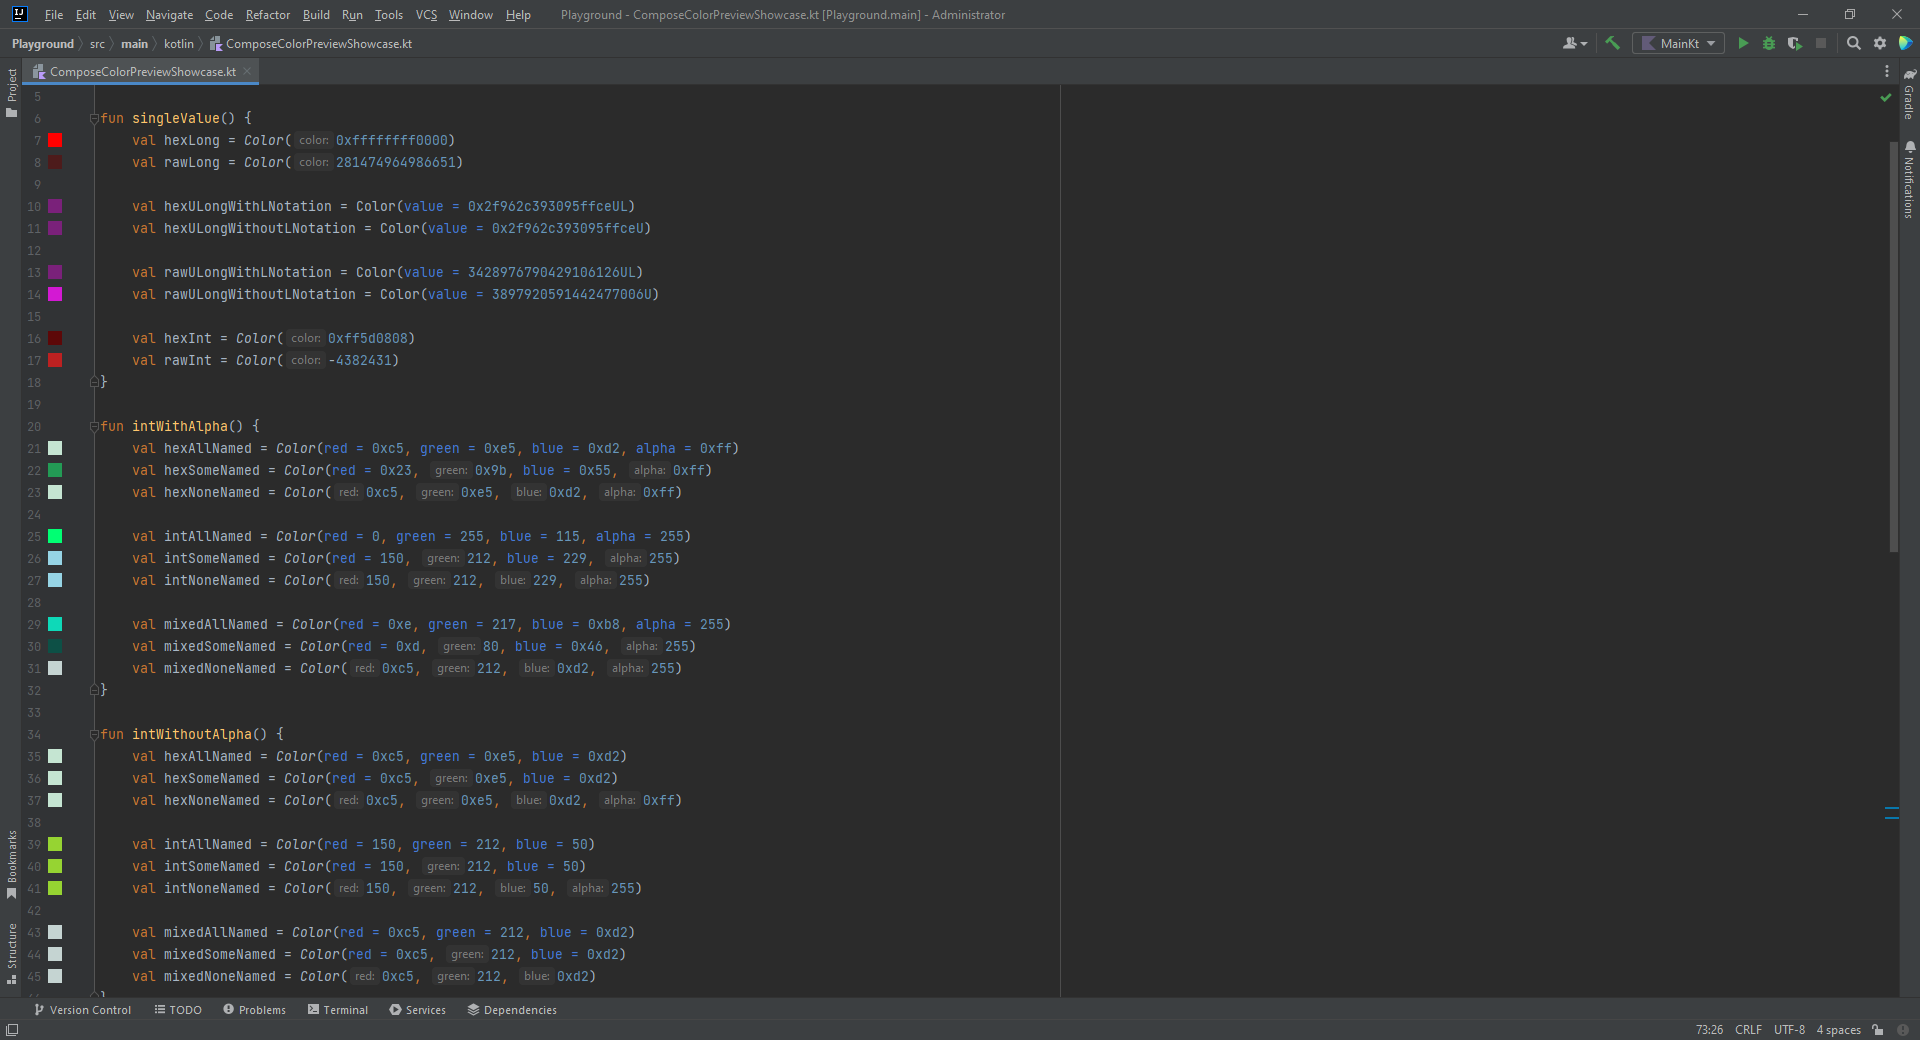 File Edit View Navigate Code Refactor Build Run Tools VCS Window Help Playground - ComposeColorPreviewShowcase.kt [Playground.main] - Administrator
Playground src main kotlin ComposeColorPreviewShowcase.kt MainKt
ComposeColorPreviewShowcase.kt
Project
Gradle
Notifications
Bookmarks
Structure
5
6 fun singleValue() {
7 val hexLong = Color( color: 0xffffffff0000)
8 val rawLong = Color( color: 281474964986651)
9
10 val hexULongWithLNotation = Color(value = 0x2f962c393095ffceUL)
11 val hexULongWithoutLNotation = Color(value = 0x2f962c393095ffceU)
12
13 val rawULongWithLNotation = Color(value = 3428976790429106126UL)
14 val rawULongWithoutLNotation = Color(value = 3897920591442477006U)
15
16 val hexInt = Color( color: 0xff5d0808)
17 val rawInt = Color( color: -4382431)
18 }
19
20 fun intWithAlpha() {
21 val hexAllNamed = Color(red = 0xc5, green = 0xe5, blue = 0xd2, alpha = 0xff)
22 val hexSomeNamed = Color(red = 0x23, green: 0x9b, blue = 0x55, alpha: 0xff)
23 val hexNoneNamed = Color( red: 0xc5, green: 0xe5, blue: 0xd2, alpha: 0xff)
24
25 val intAllNamed = Color(red = 0, green = 255, blue = 115, alpha = 255)
26 val intSomeNamed = Color(red = 150, green: 212, blue = 229, alpha: 255)
27 val intNoneNamed = Color( red: 150, green: 212, blue: 229, alpha: 255)
28
29 val mixedAllNamed = Color(red = 0xe, green = 217, blue = 0xb8, alpha = 255)
30 val mixedSomeNamed = Color(red = 0xd, green: 80, blue = 0x46, alpha: 255)
31 val mixedNoneNamed = Color( red: 0xc5, green: 212, blue: 0xd2, alpha: 255)
32 }
33
34 fun intWithoutAlpha() {
35 val hexAllNamed = Color(red = 0xc5, green = 0xe5, blue = 0xd2)
36 val hexSomeNamed = Color(red = 0xc5, green: 0xe5, blue = 0xd2)
37 val hexNoneNamed = Color( red: 0xc5, green: 0xe5, blue: 0xd2, alpha: 0xff)
38
39 val intAllNamed = Color(red = 150, green = 212, blue = 50)
40 val intSomeNamed = Color(red = 150, green: 212, blue = 50)
41 val intNoneNamed = Color( red: 150, green: 212, blue: 50, alpha: 255)
42
43 val mixedAllNamed = Color(red = 0xc5, green = 212, blue = 0xd2)
44 val mixedSomeNamed = Color(red = 0xc5, green: 212, blue = 0xd2)
45 val mixedNoneNamed = Color( red: 0xc5, green: 212, blue: 0xd2)
Version Control TODO Problems Terminal Services Dependencies
73:26 CRLF UTF-8 4 spaces